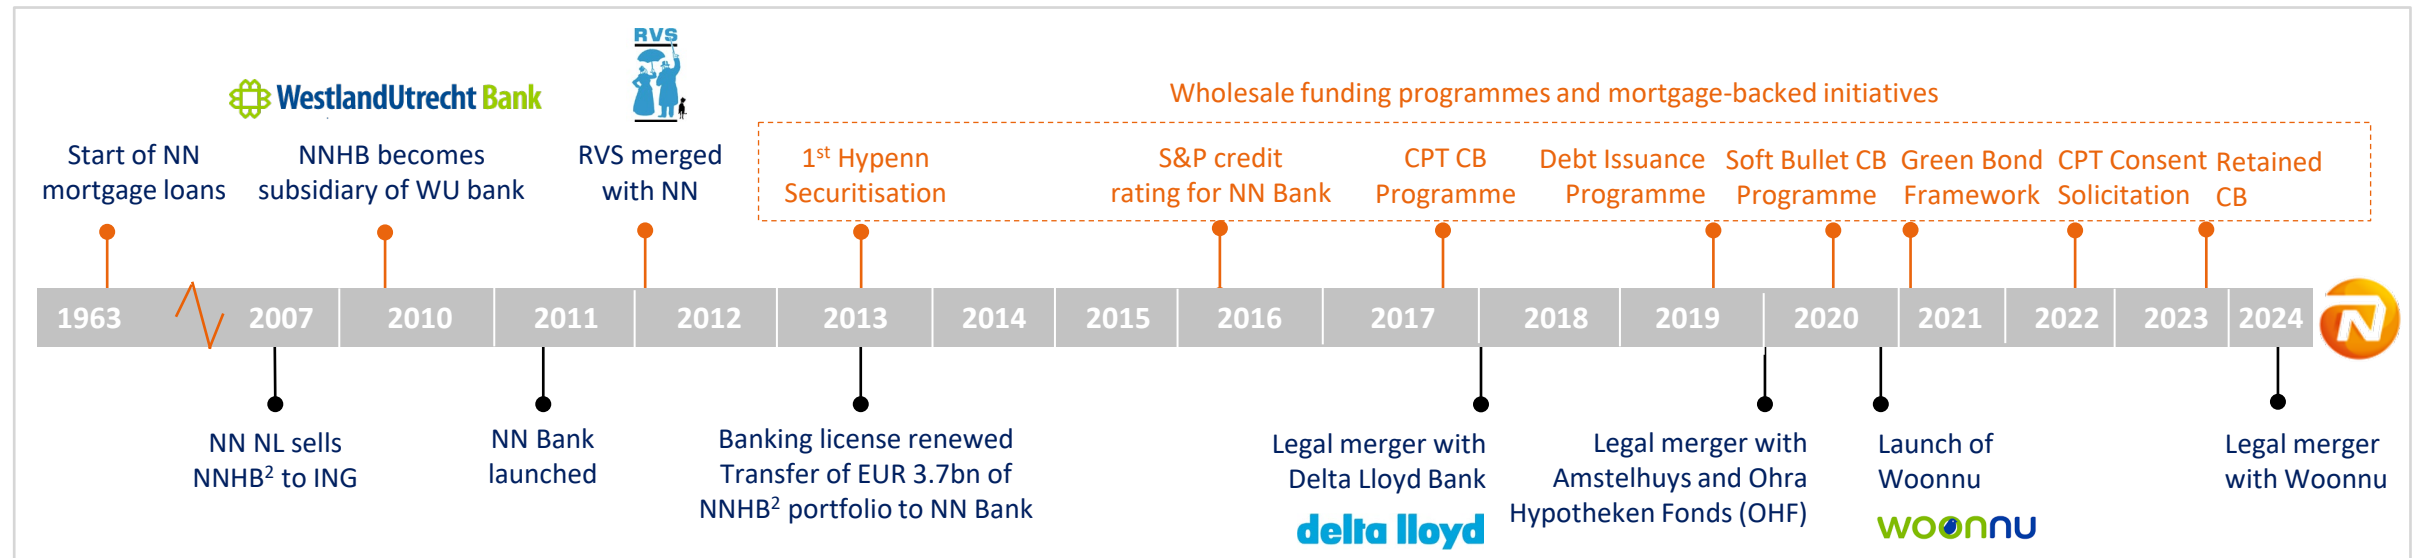 RVS
WestlandUtrecht Bank
Wholesale funding programmes and mortgage-backed initiatives
Start of NN
mortgage loans
NNHB becomes
subsidiary of WU bank
RVS merged
with NN
1st Hypenn
Securitisation
S&P credit
rating for NN Bank
CPT CB
Programme
Debt Issuance
Programme
Soft Bullet CB
Programme
Green Bond
Framework
CPT Consent
Solicitation
Retained
CB
1963 2007 2010 2011 2012 2013 2014 2015 2016 2017 2018 2019 2020 2021 2022 2023 2024
N
NN NL sells
NNHB2 to ING
NN Bank
launched
Banking license renewed
Transfer of EUR 3.7bn of
NNHB2 portfolio to NN Bank
Legal merger with
Delta Lloyd Bank
delta lloyd
Legal merger with
Amstelhuys and Ohra
Hypotheken Fonds (OHF)
Launch of
Woonnu
woonnu
Legal merger
with Woonnu